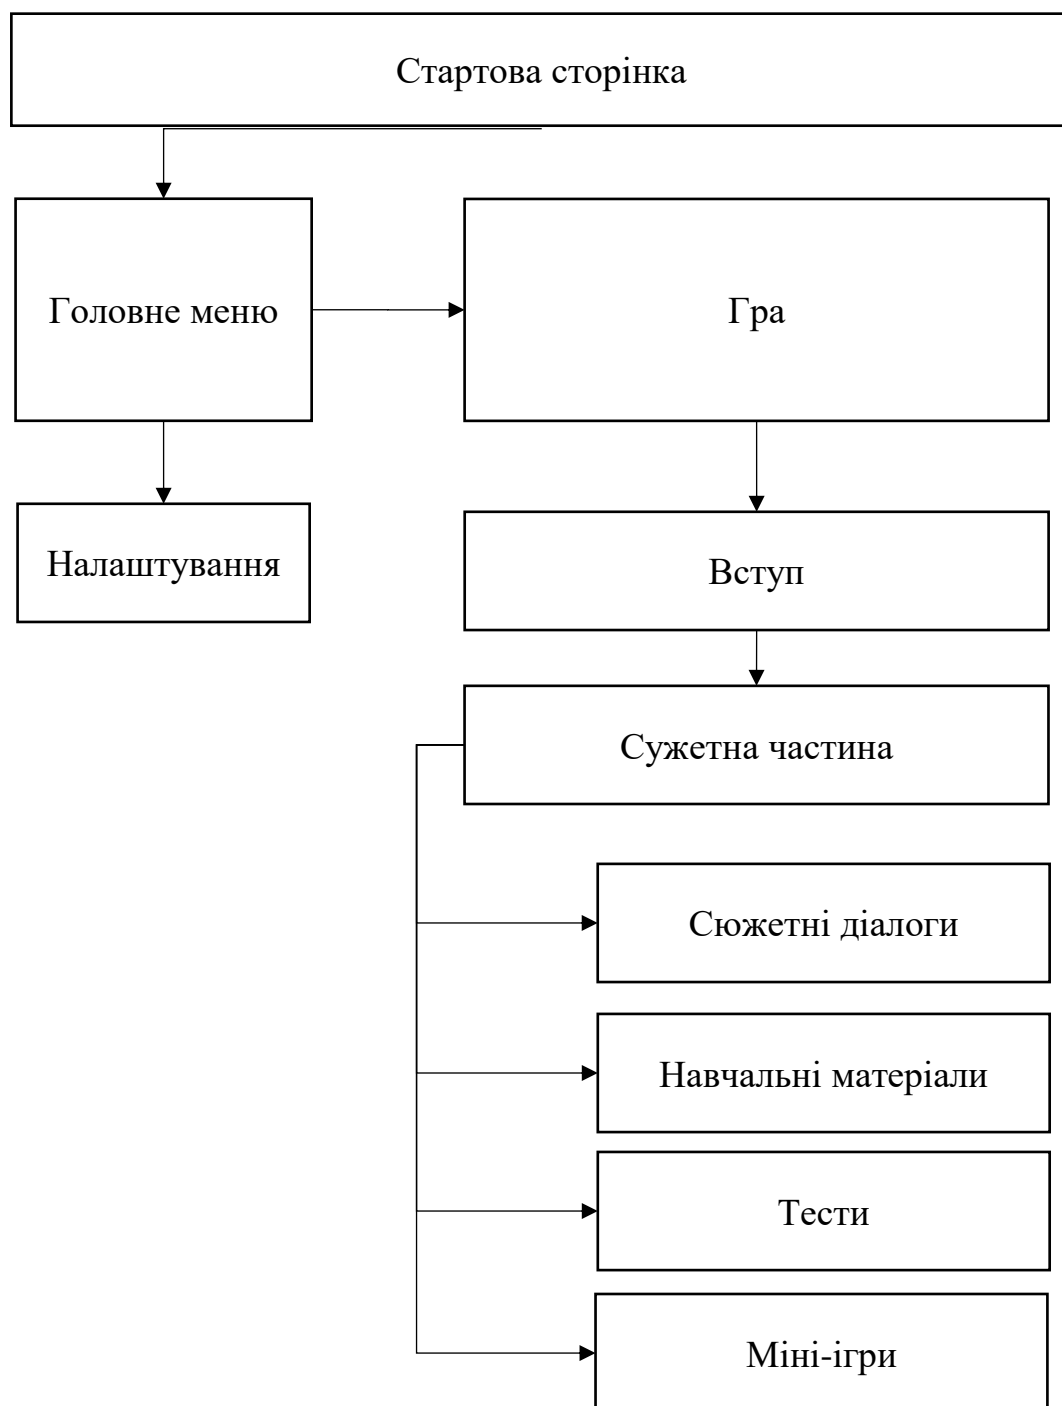 Стартова сторінка
Головне меню
Гра
Налаштування
Вступ
Сужетна частина
Сюжетні діалоги
Навчальні матеріали
Тести
Міні-ігри